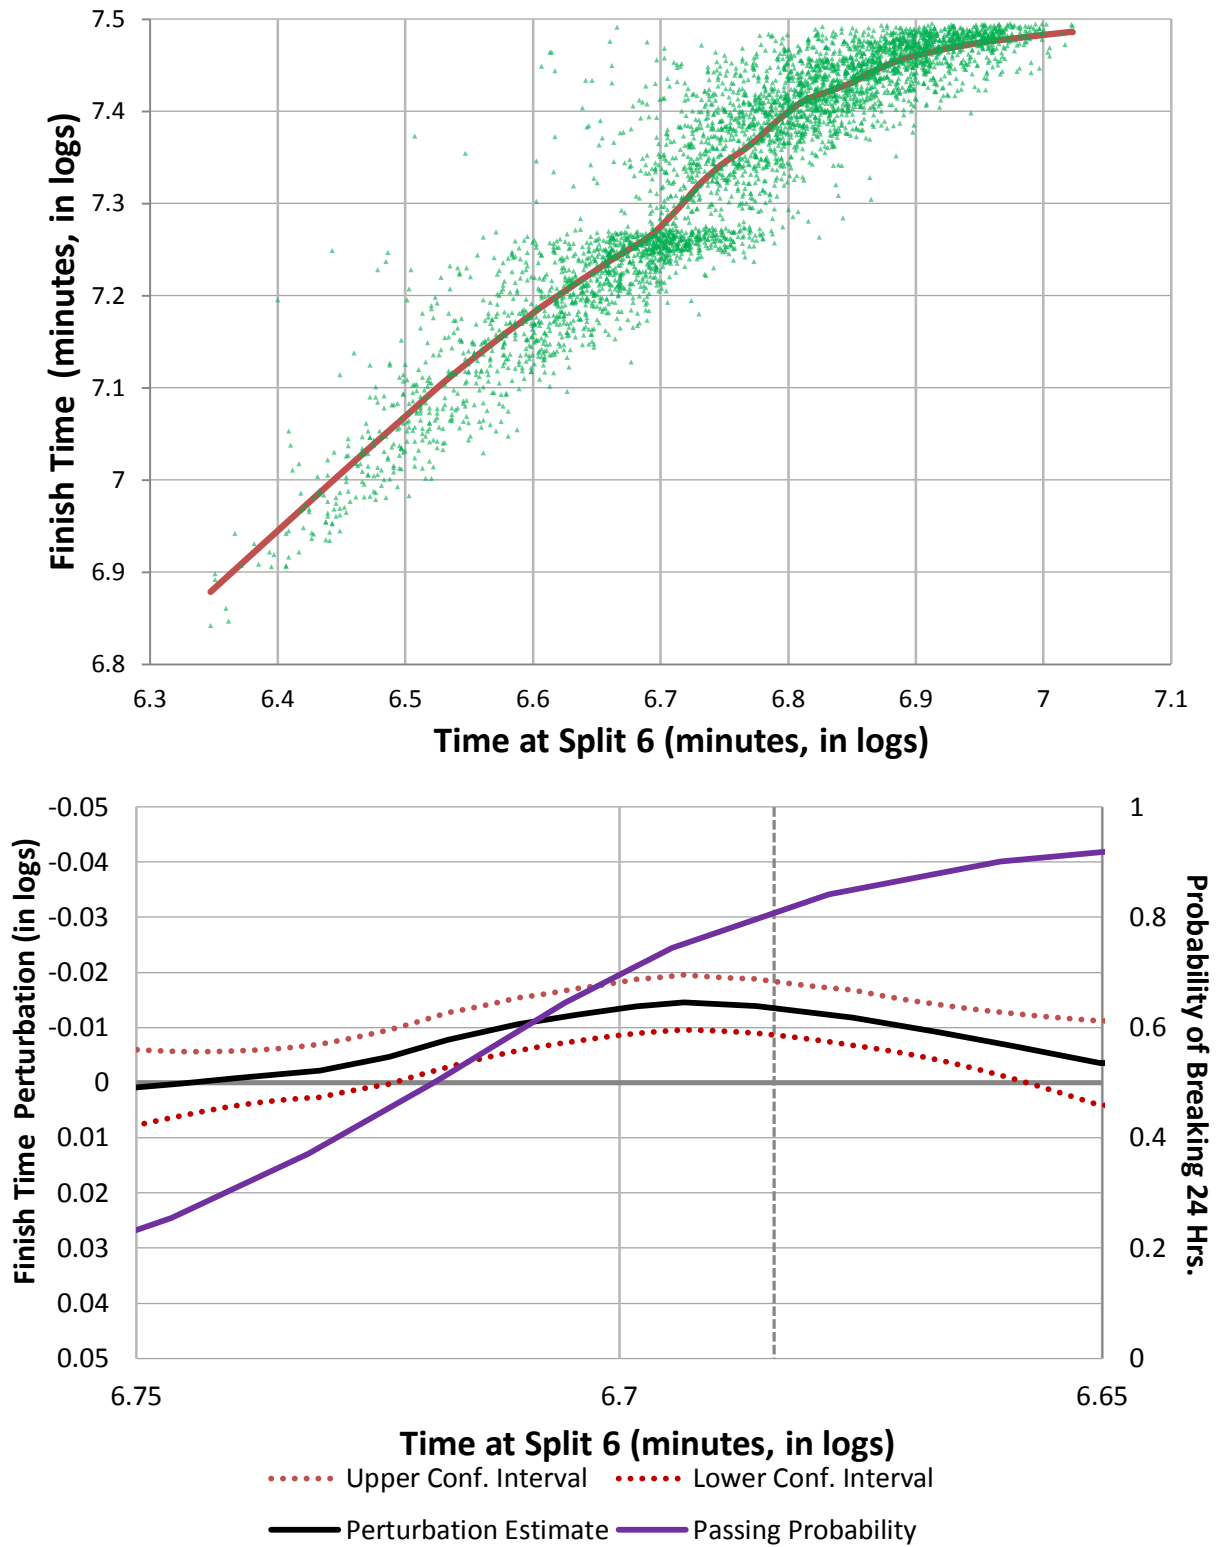 7.5
7.4
7.3
7.2
7.1
7
6.9
6.8
Finish Time (minutes, in logs)
6.3 6.4 6.5 6.6 6.7 6.8 6.9 7 7.1
Time at Split 6 (minutes, in logs)
-0.05
-0.04
-0.03
-0.02
-0.01
0
0.01
0.02
0.03
0.04
0.05
Finish Time Perturbation (in logs)
1
0.8
0.6
0.4
0.2
0
Probability of Breaking 24 Hrs.
6.75 6.7 6.65
Time at Split 6 (minutes, in logs)
Upper Conf. Interval Lower Conf. Interval
Perturbation Estimate Passing Probability